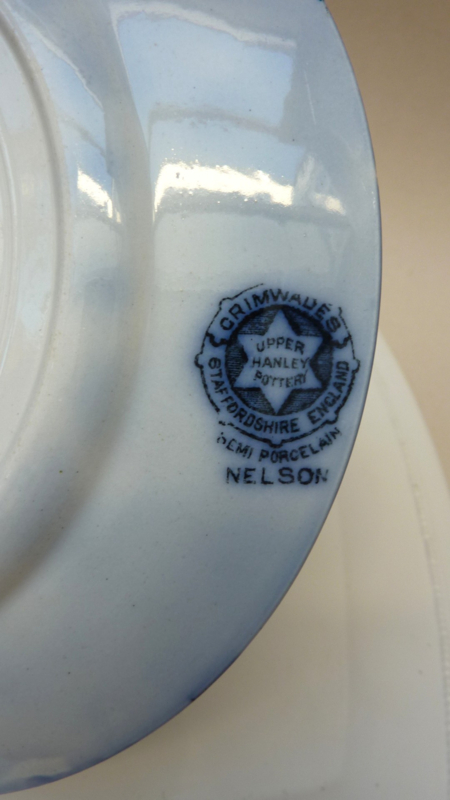 GRIMWADES
UPPER
HANLEY
POTTERY
STAFFORDSHIRE ENGLAND
SEMI PORCELAIN
NELSON